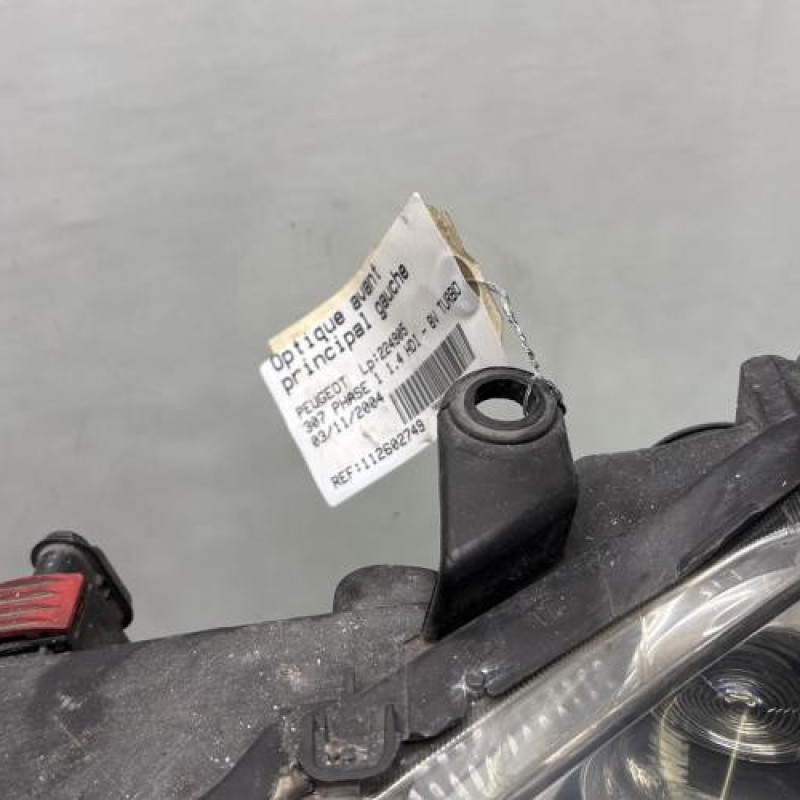 Optique avant
principal gauche
PEUGEOT Lp:224905
307 PHASE 1 1.4 HDI - 8V TURBO
03/11/2004
REF:112602749